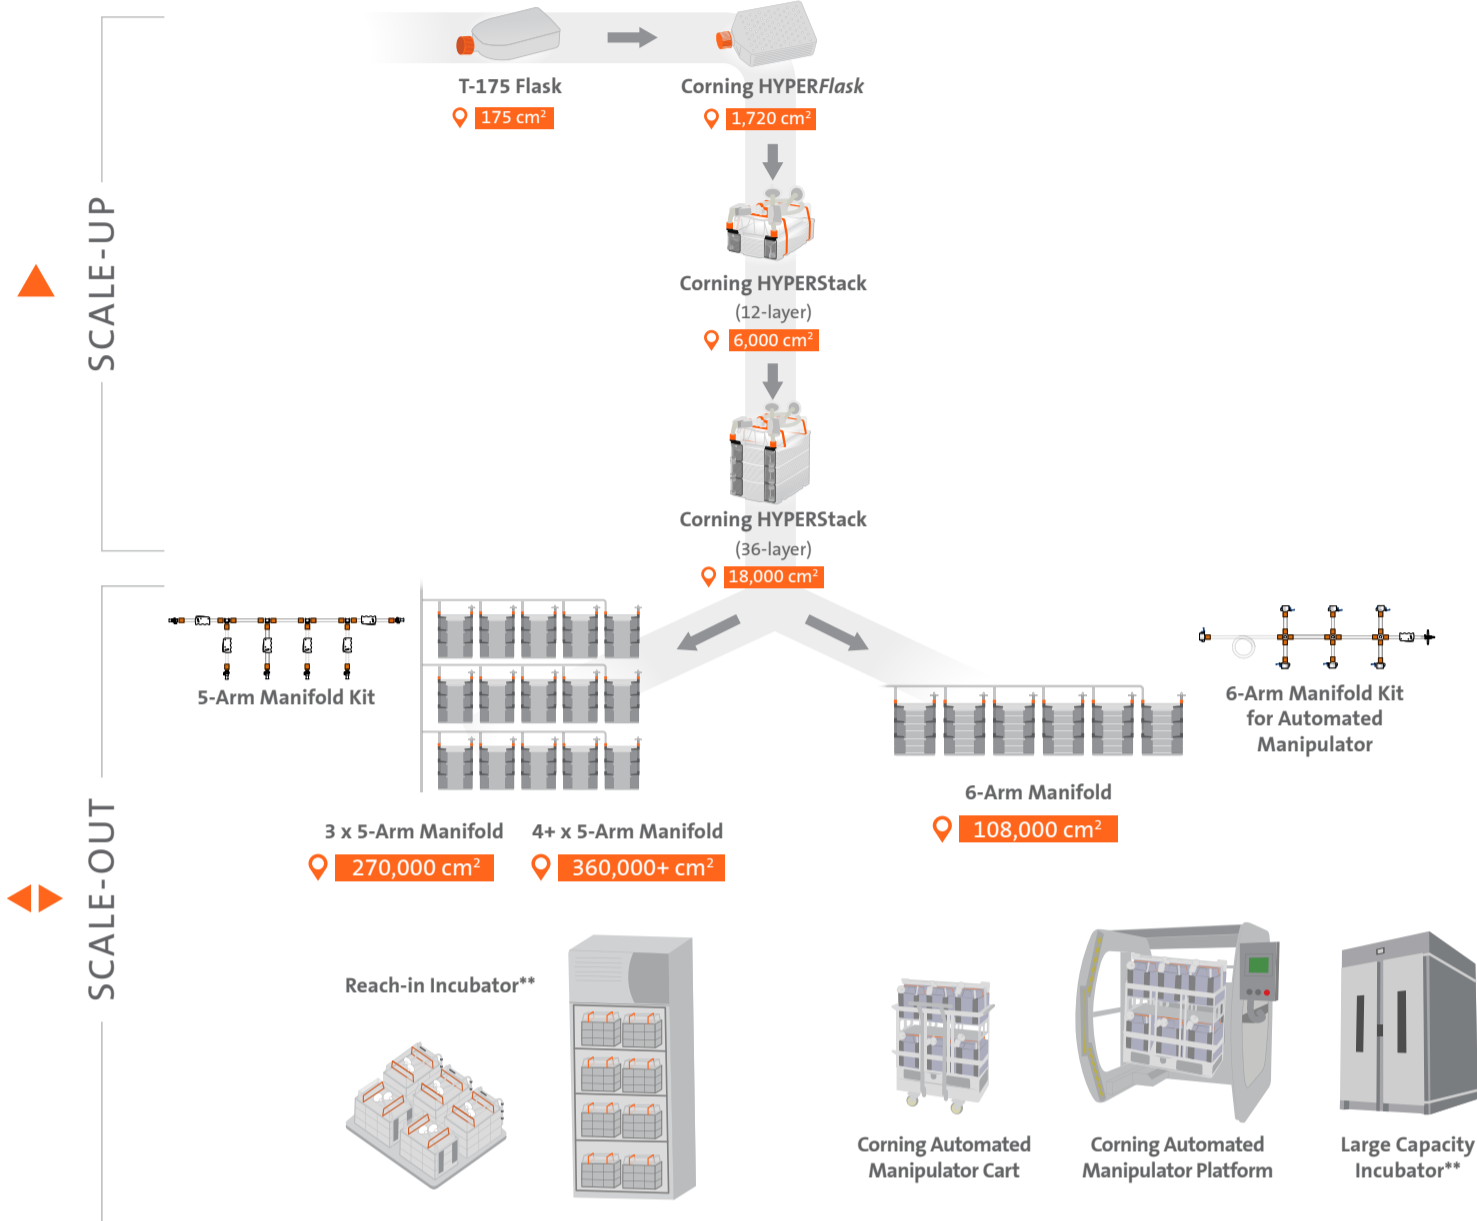 SCALE-UP
T-175 Flask
175 cm²
Corning HYPERFlask
1,720 cm²
Corning HYPERStack
(12-layer)
6,000 cm²
Corning HYPERStack
(36-layer)
18,000 cm²
SCALE-OUT
5-Arm Manifold Kit
3 x 5-Arm Manifold
270,000 cm²
4+ x 5-Arm Manifold
360,000+ cm²
6-Arm Manifold
108,000 cm²
6-Arm Manifold Kit
for Automated
Manipulator
Reach-in Incubator**
Corning Automated
Manipulator Cart
Corning Automated
Manipulator Platform
Large Capacity
Incubator**